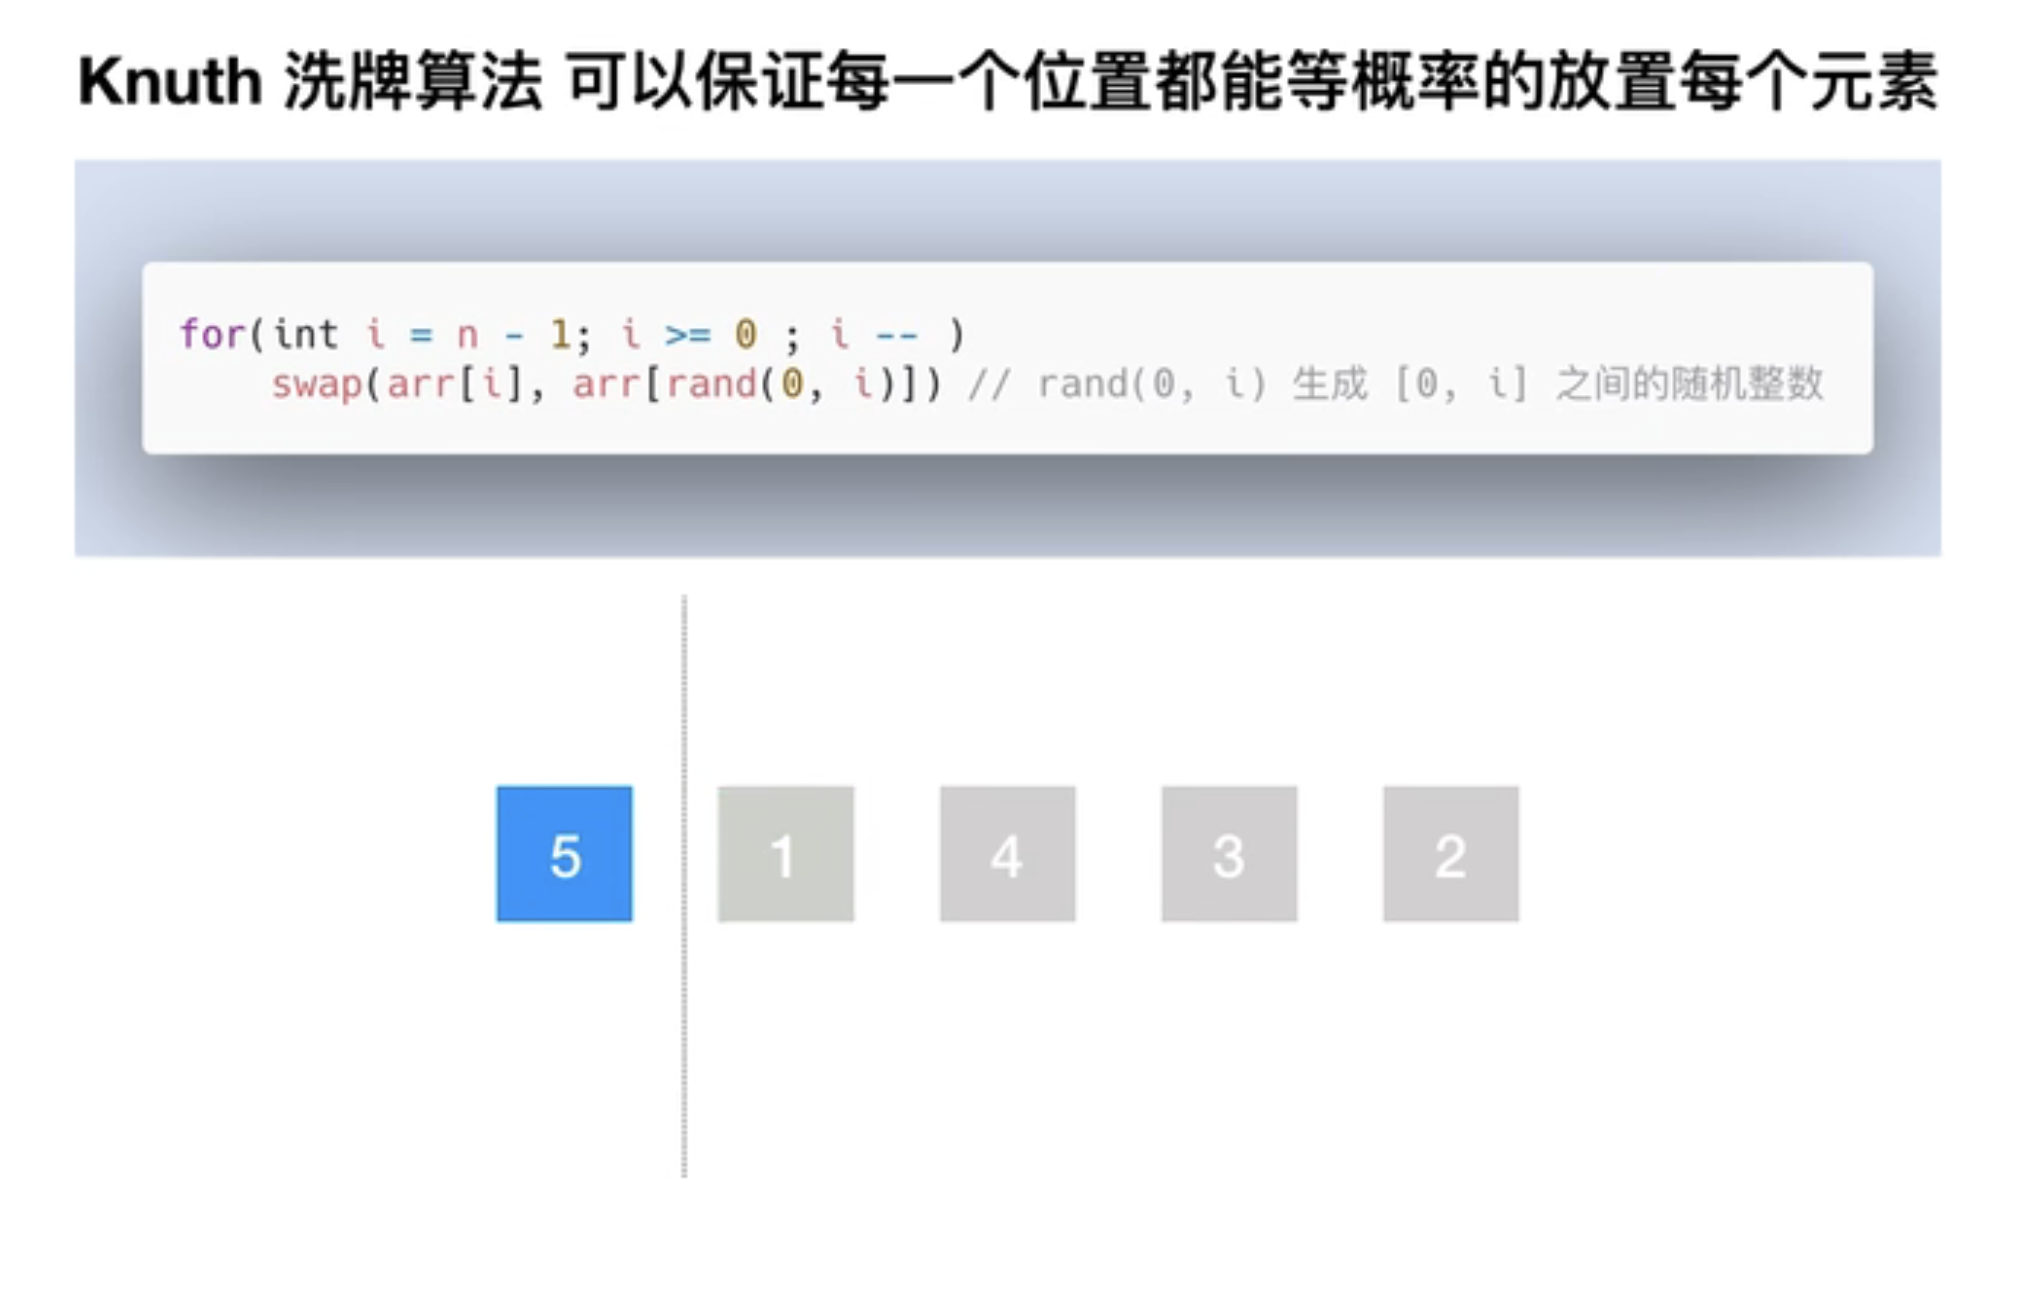 Knuth 洗牌算法 可以保证每一个位置都能等概率的放置每个元素
for(int i = n - 1; i >= 0 ; i -- )
swap(arr[i], arr[rand(0, i)]) // rand(0, i) 生成 [0, i] 之间的随机整数
5 1 4 3 2